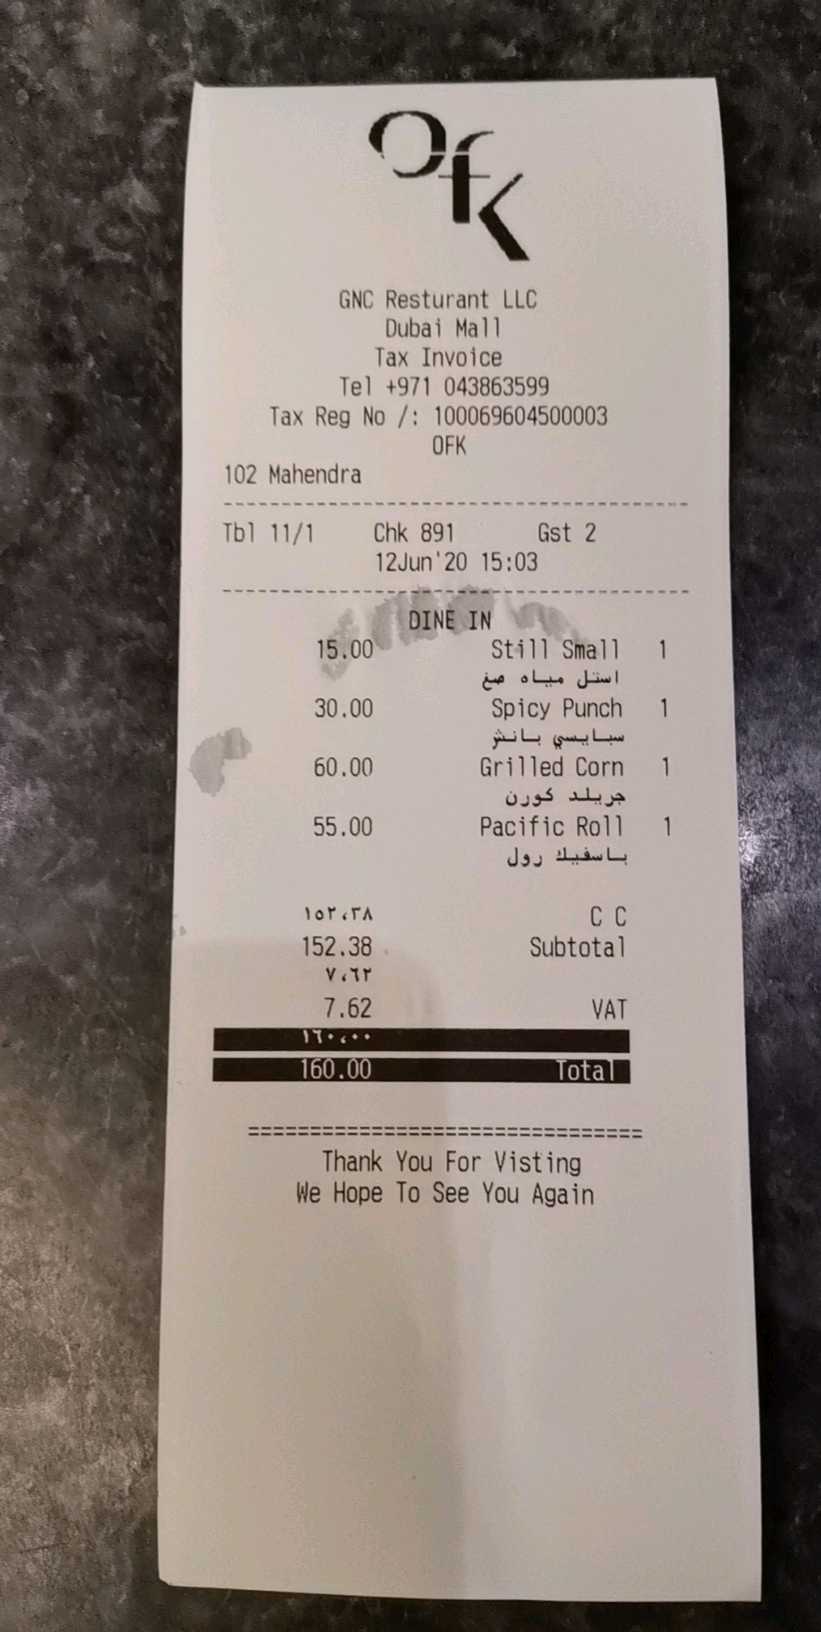 ofk
GNC Resturant LLC
Dubai Mall
Tax Invoice
Tel +971 043863599
Tax Reg No /: 100069604500003
OFK
102 Mahendra
Tbl 11/1 Chk 891 Gst 2
12Jun'20 15:03
DINE IN
15.00 Still Small 1
استل مياه صغ
30.00 Spicy Punch 1
سبايسي بانش
60.00 Grilled Corn 1
جريلد كورن
55.00 Pacific Roll 1
باسفيك رول
١٥٢،٣٨ C C
152.38 Subtotal
٧،٦٢
7.62 VAT
١٦٠،٠٠
160.00 Total
================================
Thank You For Visting
We Hope To See You Again